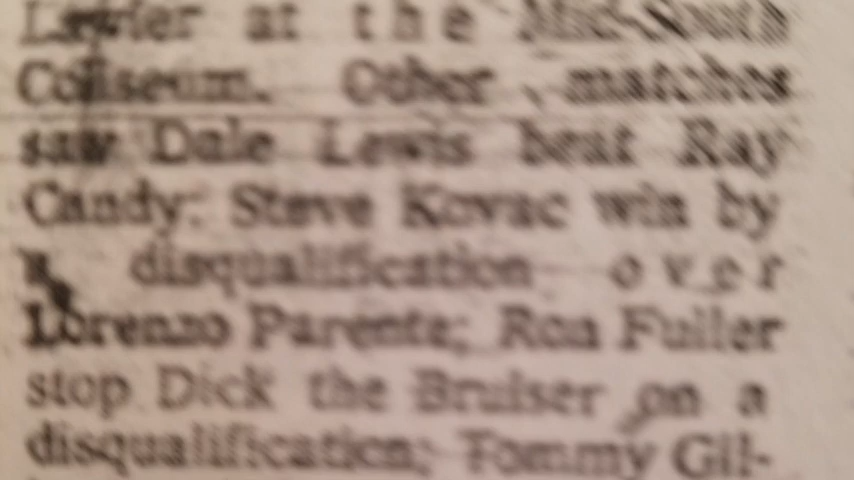 Lawler at the Mid-South
Coliseum. Other matches
saw Dale Lewis beat Ray
Candy; Steve Kovac win by
a disqualification over
Lorenzo Parente; Ron Fuller
stop Dick the Bruiser on a
disqualification; Tommy Gil-